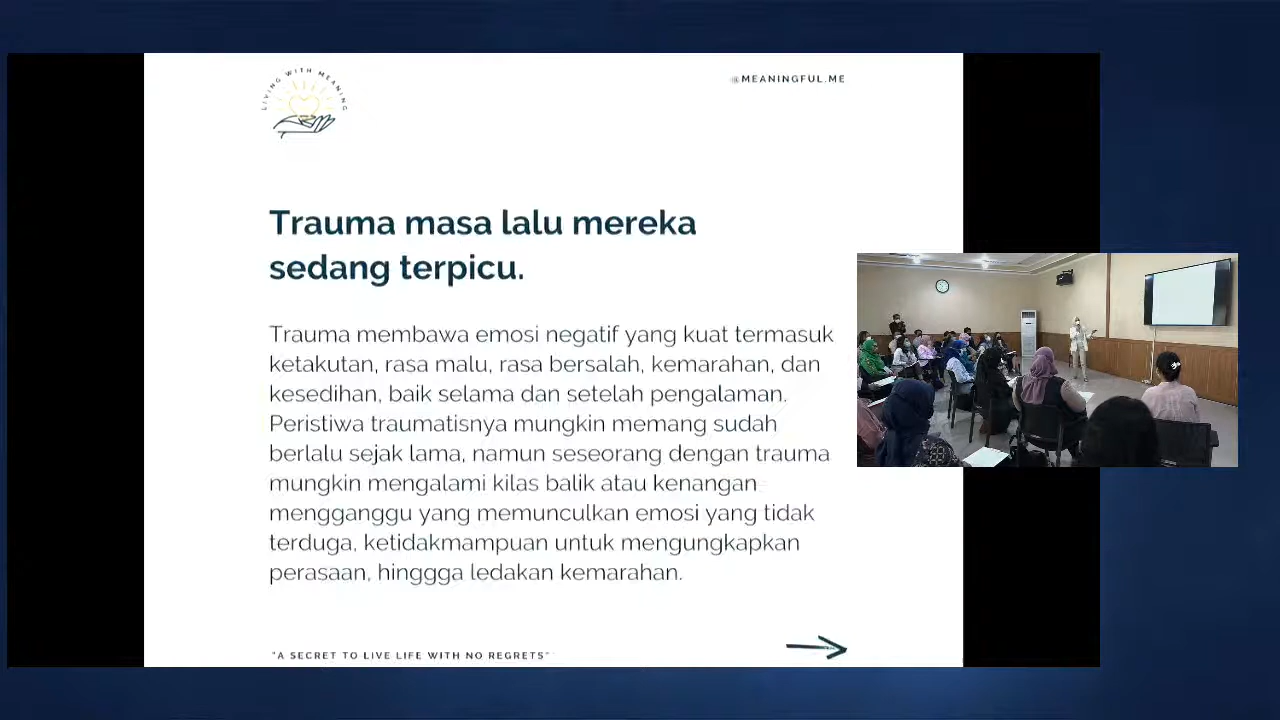 LIVING WITH MEANING
@MEANINGFUL.ME
Trauma masa lalu mereka
sedang terpicu.
Trauma membawa emosi negatif yang kuat termasuk
ketakutan, rasa malu, rasa bersalah, kemarahan, dan
kesedihan, baik selama dan setelah pengalaman.
Peristiwa traumatisnya mungkin memang sudah
berlalu sejak lama, namun seseorang dengan trauma
mungkin mengalami kilas balik atau kenangan
mengganggu yang memunculkan emosi yang tidak
terduga, ketidakmampuan untuk mengungkapkan
perasaan, hinggga ledakan kemarahan.
"A SECRET TO LIVE LIFE WITH NO REGRETS"